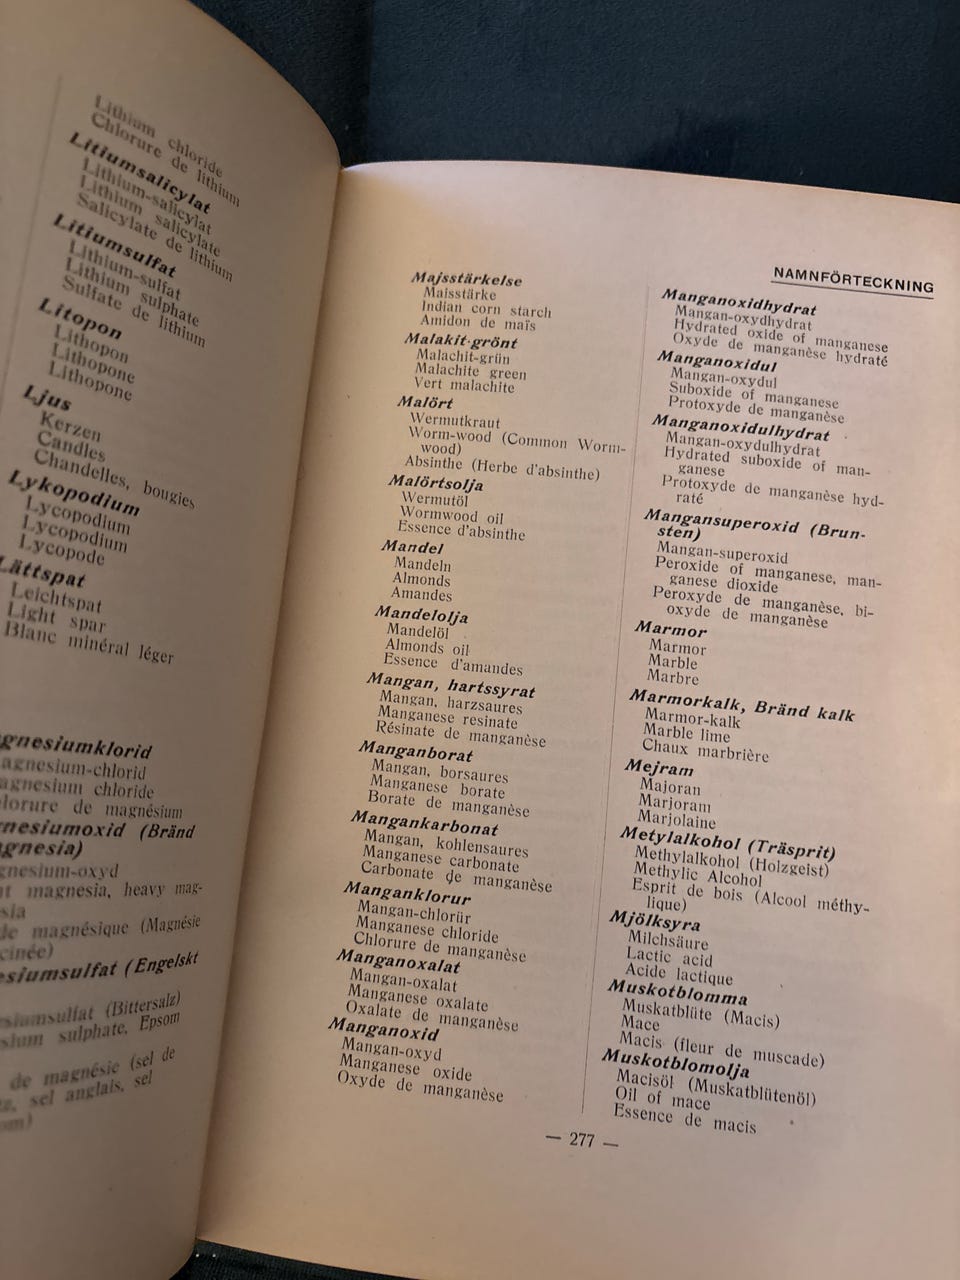 Lithium chloride
Chlorure de lithium
Litiumsalicylat
Lithium-salicylat
Lithium salicylate
Salicylate de lithium
Litiumsulfat
Lithium-sulfat
Lithium sulphate
Sulfate de lithium
Litopon
Lithopon
Lithopone
Lithopone
Ljus
Kerzen
Candles
Chandelles, bougies
Lykopodium
Lycopodium
Lycopodium
Lycopode
Lättspat
Leichtspat
Light spar
Blanc minéral léger
gnesiumklorid
agnesium-chlorid
agnesium chloride
lorure de magnésium
nesiumoxid (Bränd
gnesia)
gnesium-oxyd
t magnesia, heavy mag-
sia
de magnésique (Magnésie
cinée)
esiumsulfat (Engelskt
siumsulfat (Bittersalz)
sium sulphate, Epsom
de magnésie (sel de
sel anglais, sel
om)
NAMNFÖRTECKNING
Majsstärkelse
Maisstärke
Indian corn starch
Amidon de maïs
Malakit-grönt
Malachit-grün
Malachite green
Vert malachite
Malört
Wermutkraut
Worm-wood (Common Worm-
wood)
Absinthe (Herbe d'absinthe)
Malörtsolja
Wermutöl
Wormwood oil
Essence d'absinthe
Mandel
Mandeln
Almonds
Amandes
Mandelolja
Mandelöl
Almonds oil
Essence d'amandes
Mangan, hartssyrat
Mangan, harzsaures
Manganese resinate
Résinate de manganèse
Manganborat
Mangan, borsaures
Manganese borate
Borate de manganèse
Mangankarbonat
Mangan, kohlensaures
Manganese carbonate
Carbonate de manganèse
Manganklorur
Mangan-chlorür
Manganese chloride
Chlorure de manganèse
Manganoxalat
Mangan-oxalat
Manganese oxalate
Oxalate de manganèse
Manganoxid
Mangan-oxyd
Manganese oxide
Oxyde de manganèse
Manganoxidhydrat
Mangan-oxydhydrat
Hydrated oxide of manganese
Oxyde de manganèse hydraté
Manganoxidul
Mangan-oxydul
Suboxide of manganese
Protoxyde de manganèse
Manganoxidulhydrat
Mangan-oxydulhydrat
Hydrated suboxide of man-
ganese
Protoxyde de manganèse hyd-
raté
Mangansuperoxid (Brun-
sten)
Mangan-superoxid
Peroxide of manganese, man-
ganese dioxide
Peroxyde de manganèse, bi-
oxyde de manganèse
Marmor
Marmor
Marble
Marbre
Marmorkalk, Bränd kalk
Marmor-kalk
Marble lime
Chaux marbrière
Mejram
Majoran
Marjoram
Marjolaine
Metylalkohol (Träsprit)
Methylalkohol (Holzgeist)
Methylic Alcohol
Esprit de bois (Alcool méthy-
lique)
Mjölksyra
Milchsäure
Lactic acid
Acide lactique
Muskotblomma
Muskatblüte (Macis)
Mace
Macis (fleur de muscade)
Muskotblomolja
Macisöl (Muskatblütenöl)
Oil of mace
Essence de macis
— 277 —